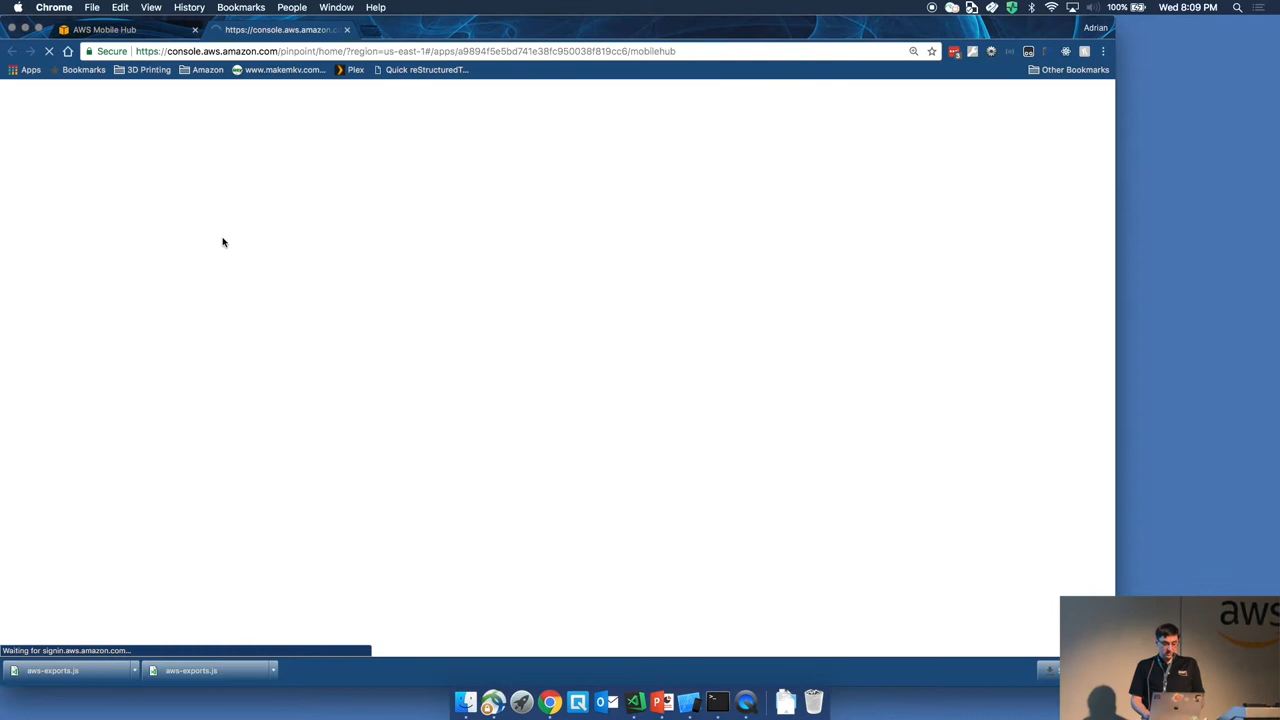 Chrome File Edit View History Bookmarks People Window Help 100% Wed 8:09 PM
AWS Mobile Hub https://console.aws.amazon.c Adrian
Secure https://console.aws.amazon.com/pinpoint/home/?region=us-east-1#/apps/a9894f5e5bd741e38fc950038f819cc6/mobilehub
Apps Bookmarks 3D Printing Amazon www.makemkv.com... Plex Quick reStructuredT... Other Bookmarks
Waiting for signin.aws.amazon.com...
aws-exports.js aws-exports.js
aws